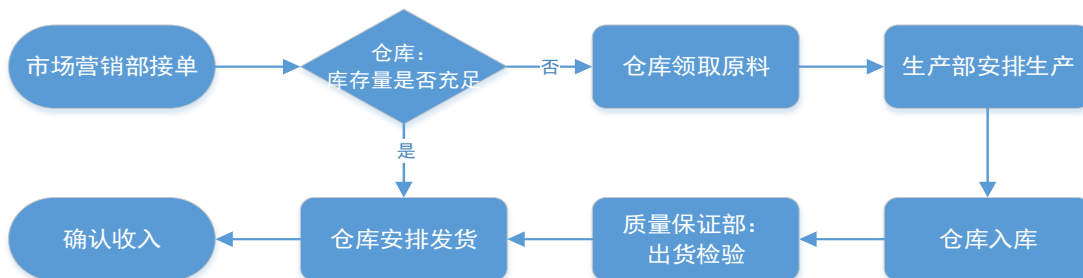 市场营销部接单
仓库：
库存量是否充足
否
仓库领取原料
生产部安排生产
是
确认收入
仓库安排发货
质量保证部：
出货检验
仓库入库